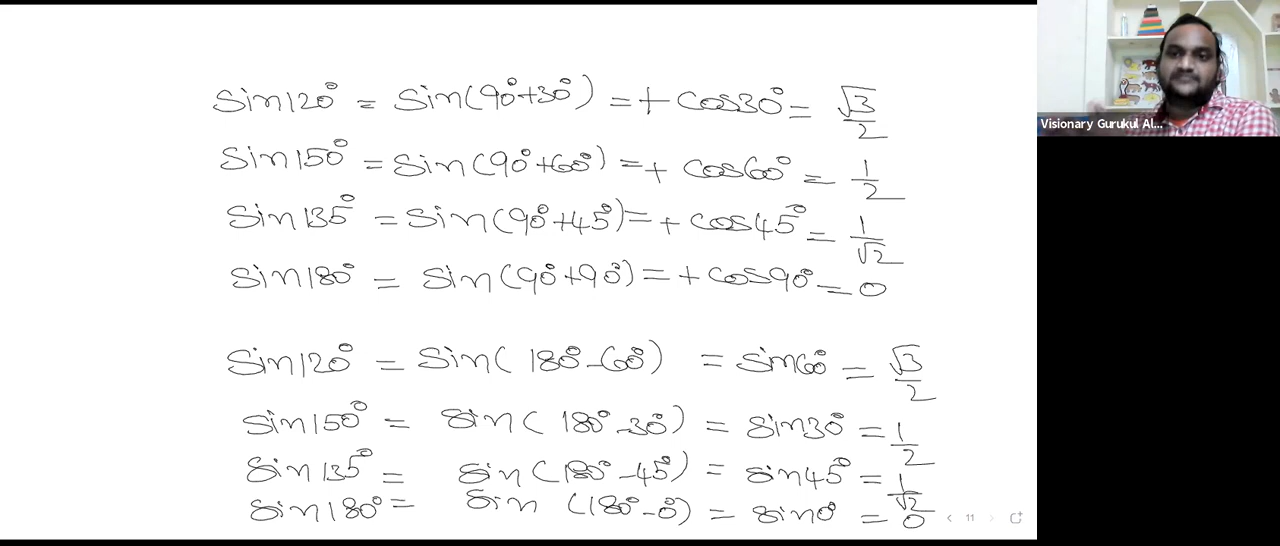 sin120° = sin(90°+30°) = + cos30° = √3/2
sin150° = sin(90°+60°) = + cos60° = 1/2
sin135° = sin(90°+45°) = + cos45° = 1/√2
sin180° = sin(90°+90°) = + cos90° = 0
sin120° = sin(180°-60°) = sin60° = √3/2
sin150° = sin(180°-30°) = sin30° = 1/2
sin135° = sin(180°-45°) = sin45° = 1/√2
sin180° = sin(180°-0°) = sin0° = 0
< 11 >
Visionary Gurukul Al...